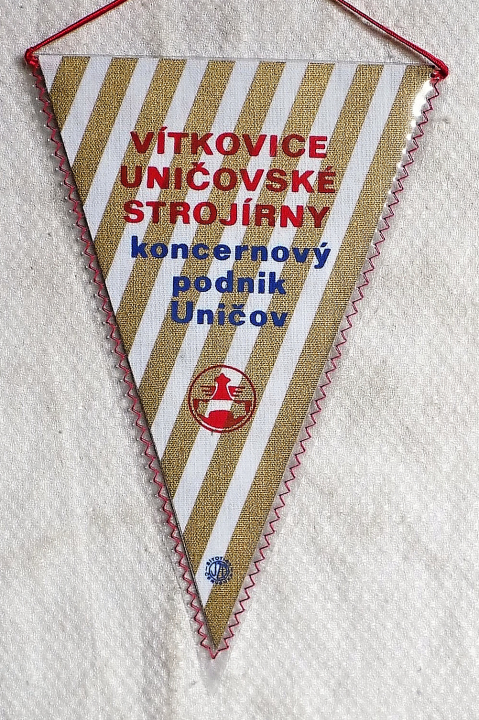 VÍTKOVICE
UNIČOVSKÉ
STROJÍRNY
koncernový
podnik
Uničov